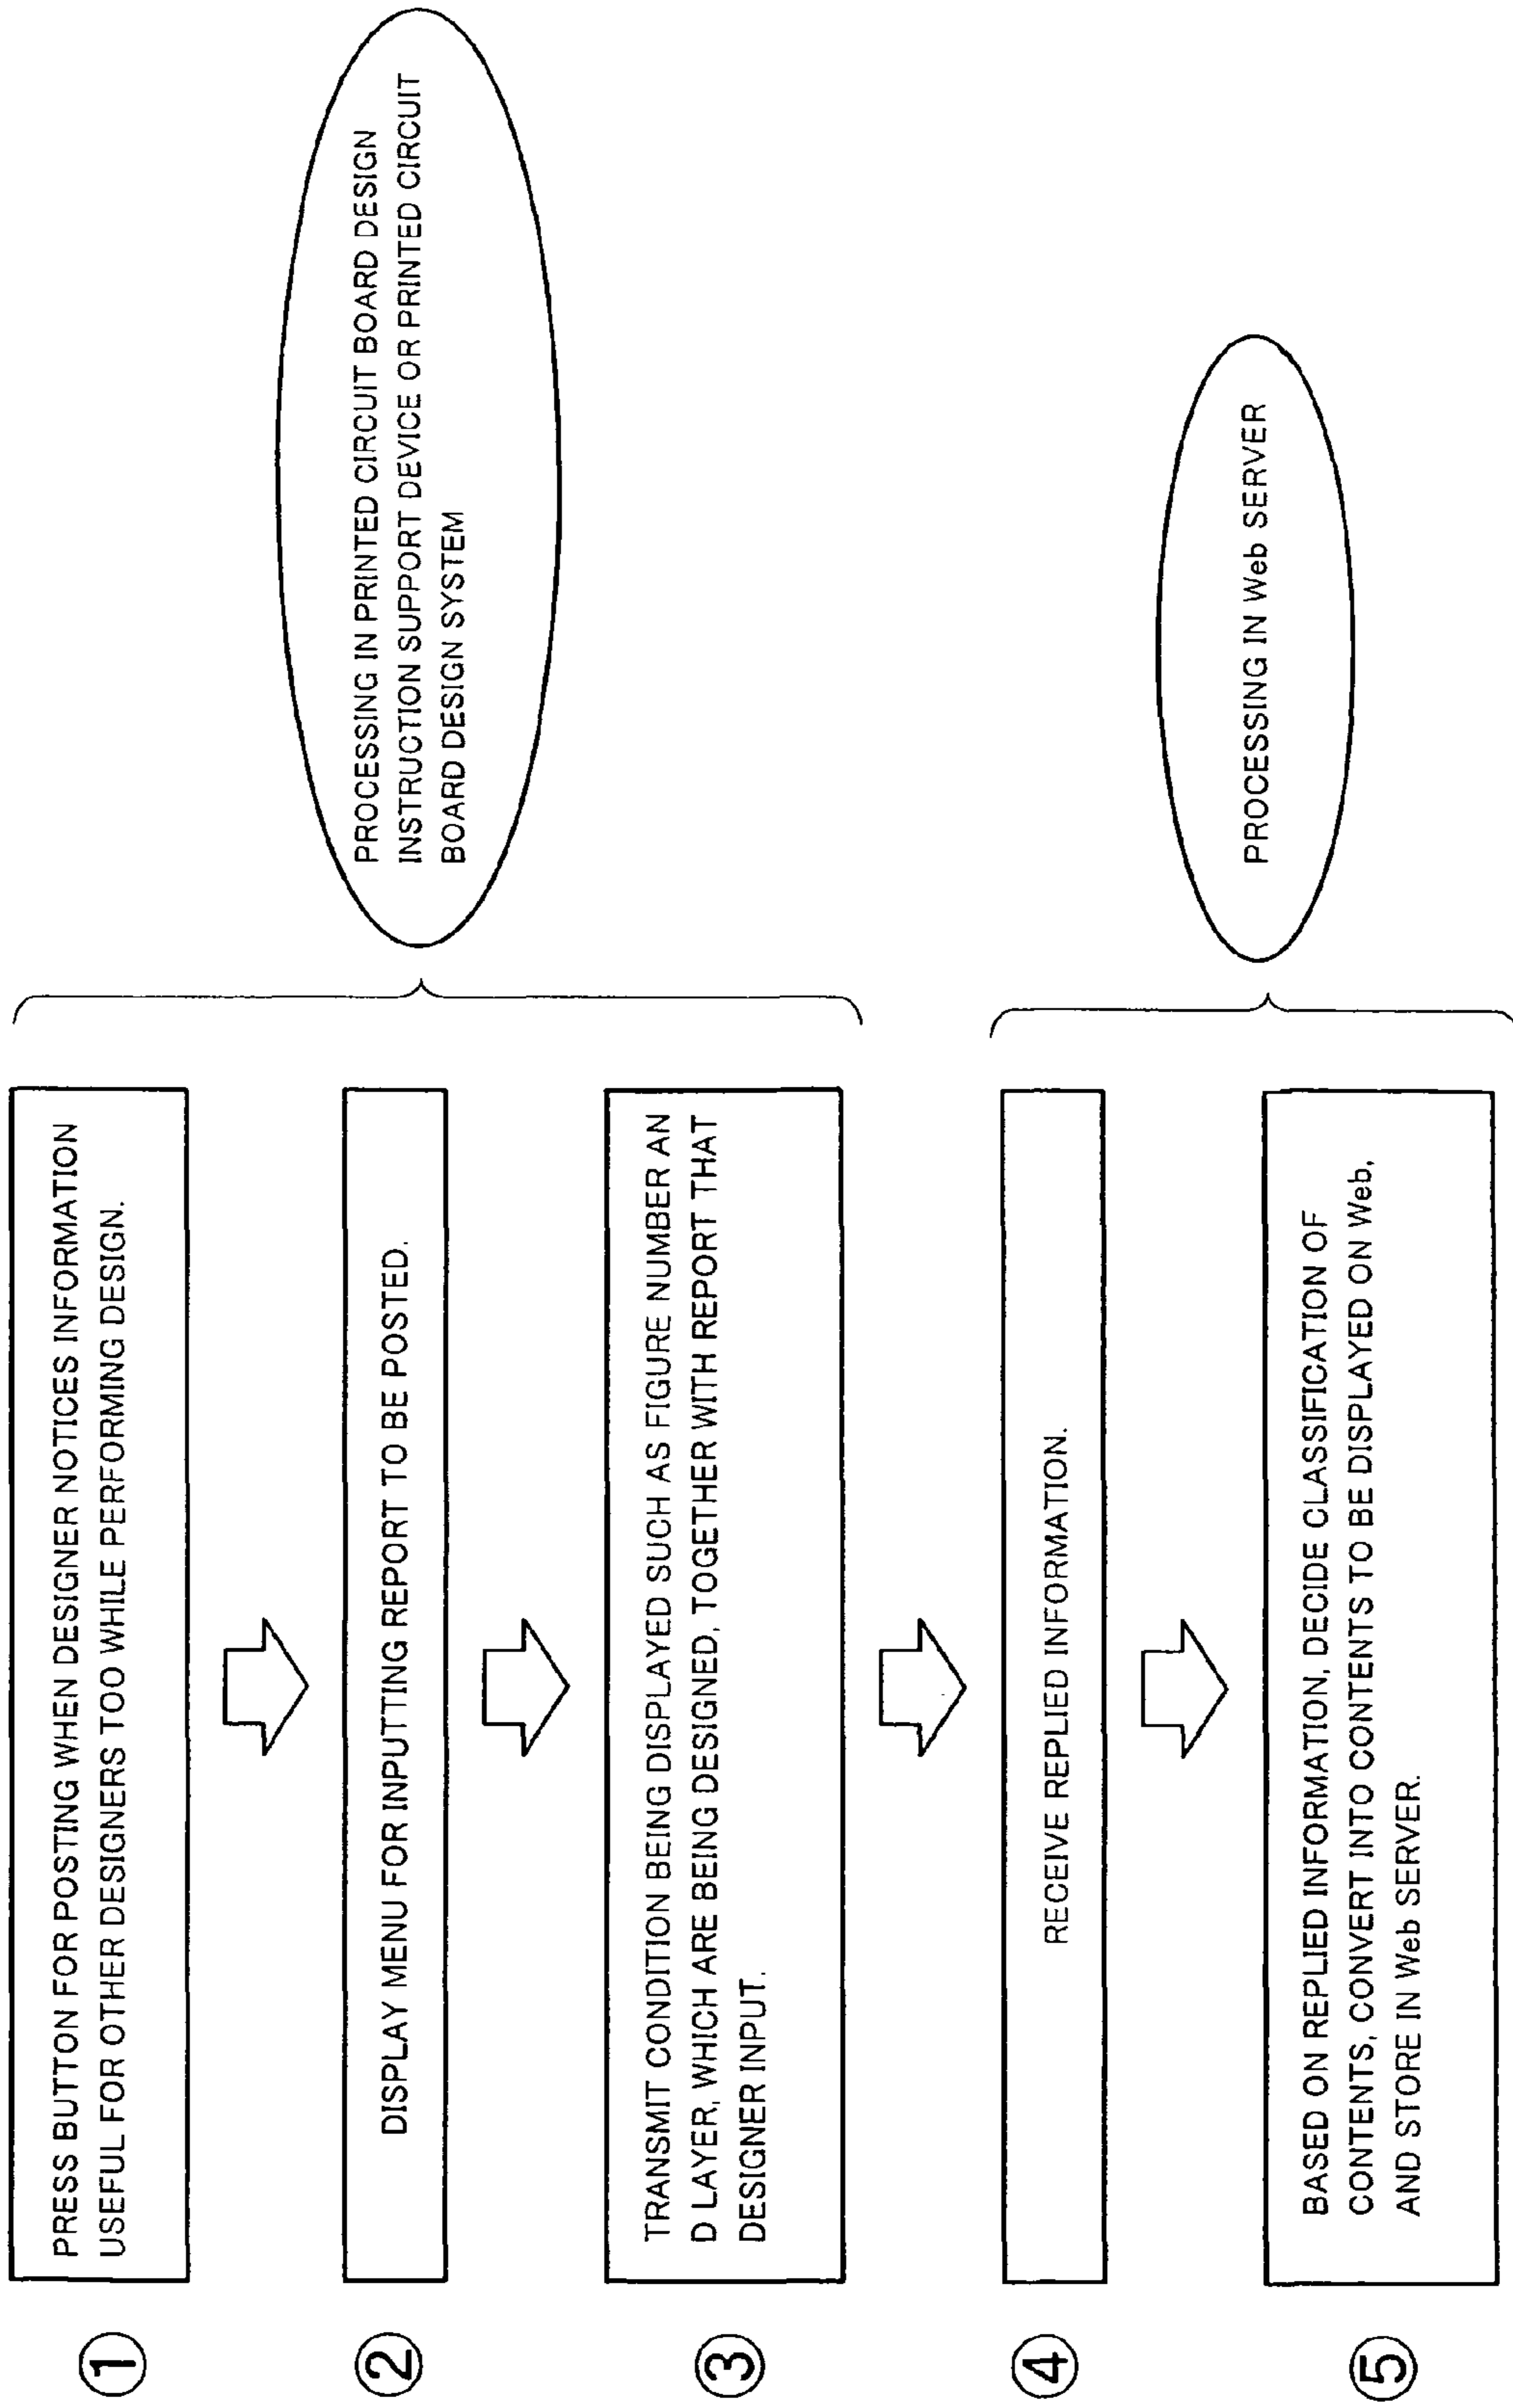 ①
PRESS BUTTON FOR POSTING WHEN DESIGNER NOTICES INFORMATION
USEFUL FOR OTHER DESIGNERS TOO WHILE PERFORMING DESIGN.
②
DISPLAY MENU FOR INPUTTING REPORT TO BE POSTED.
③
TRANSMIT CONDITION BEING DISPLAYED SUCH AS FIGURE NUMBER AN
D LAYER, WHICH ARE BEING DESIGNED, TOGETHER WITH REPORT THAT
DESIGNER INPUT.
PROCESSING IN PRINTED CIRCUIT BOARD DESIGN
INSTRUCTION SUPPORT DEVICE OR PRINTED CIRCUIT
BOARD DESIGN SYSTEM
④
RECEIVE REPLIED INFORMATION.
⑤
BASED ON REPLIED INFORMATION, DECIDE CLASSIFICATION OF
CONTENTS, CONVERT INTO CONTENTS TO BE DISPLAYED ON Web,
AND STORE IN Web SERVER.
PROCESSING IN Web SERVER